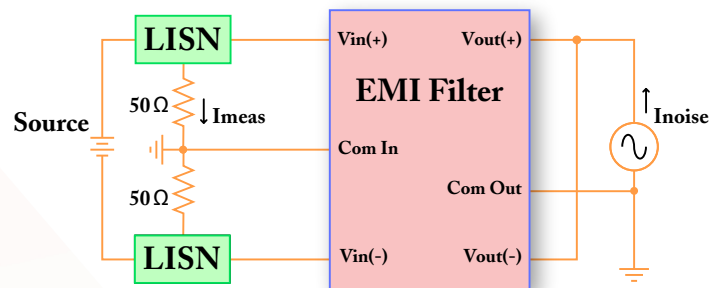 LISN
Vin(+)
Vout(+)
EMI Filter
50Ω
Imeas
Source
Inoise
Com In
50Ω
Com Out
LISN
Vin(-)
Vout(-)